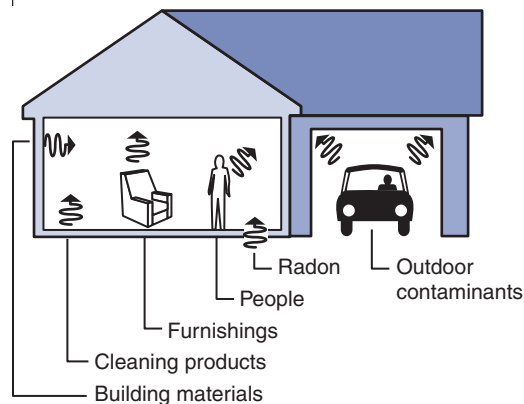 Radon
Outdoor
contaminants
People
Furnishings
Cleaning products
Building materials